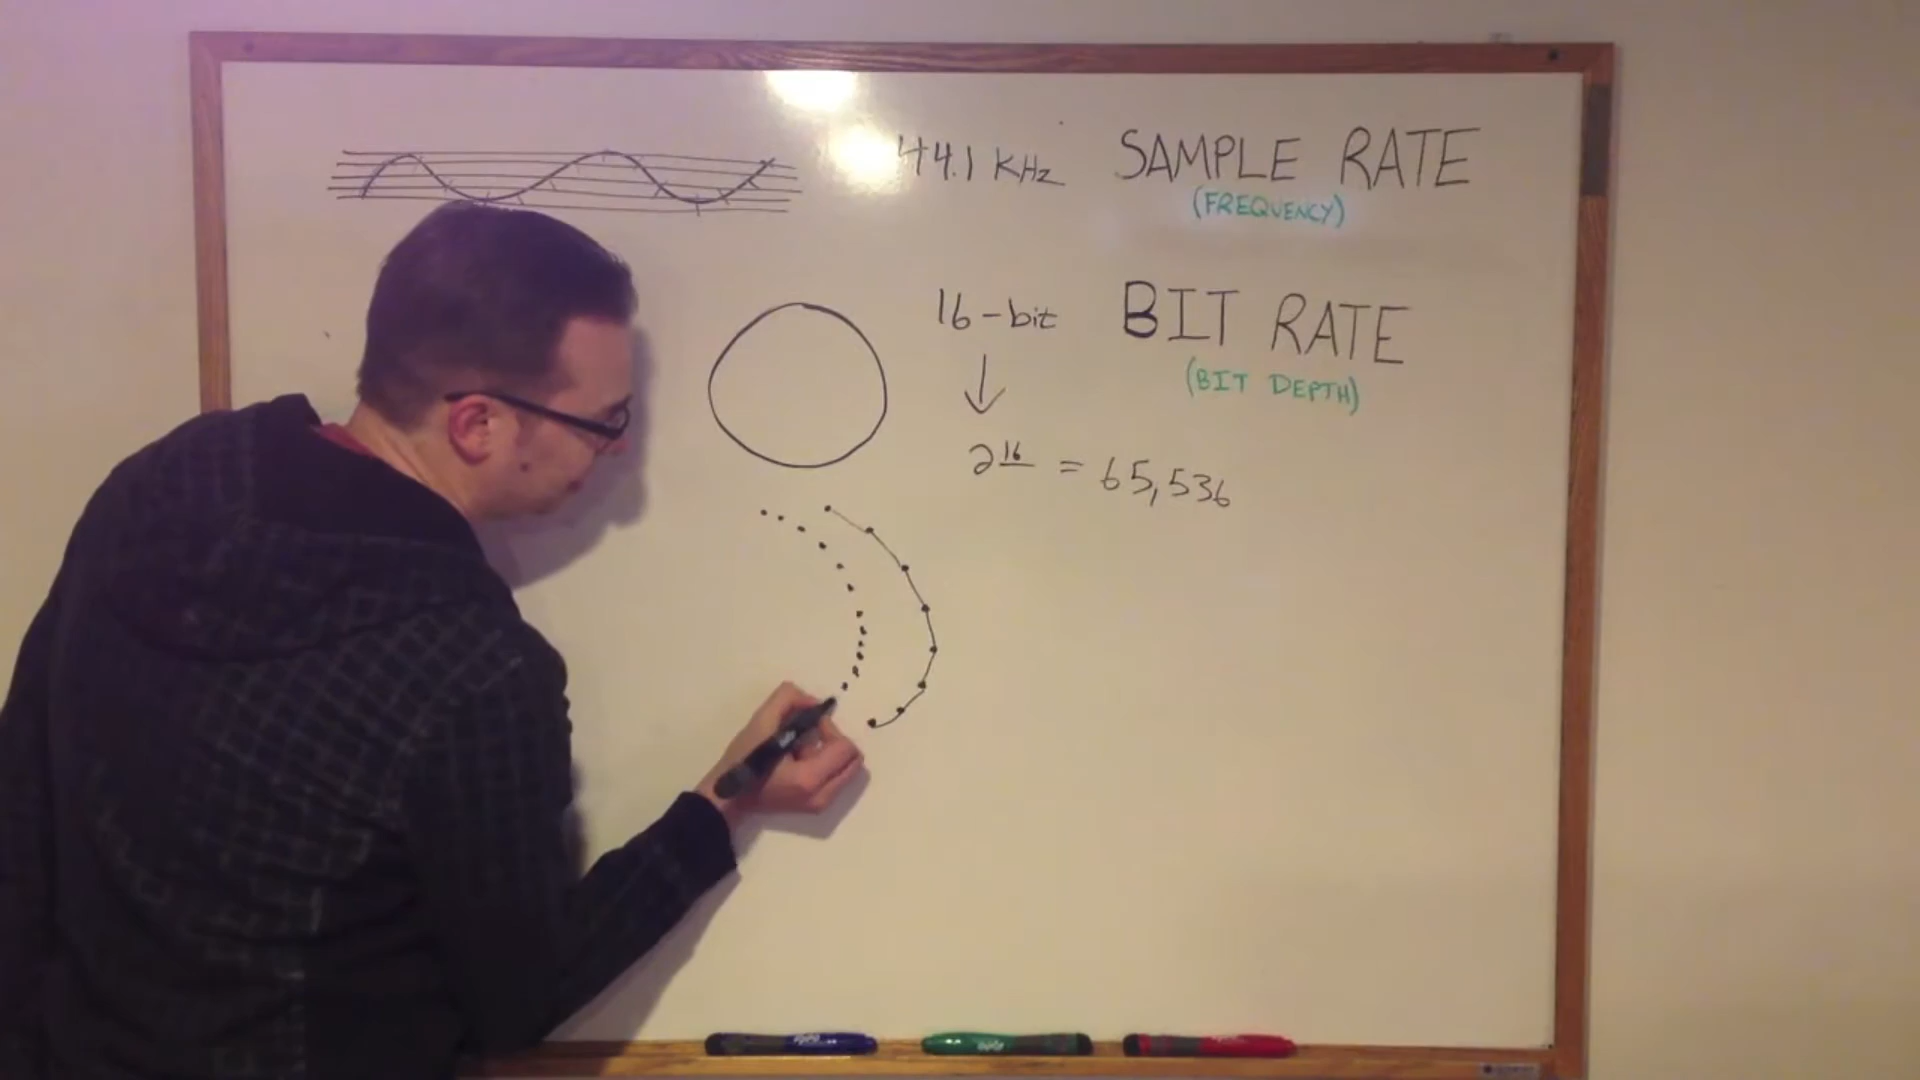 44.1 KHz SAMPLE RATE
(FREQUENCY)
16-bit BIT RATE
(BIT DEPTH)
2 16 = 65,536